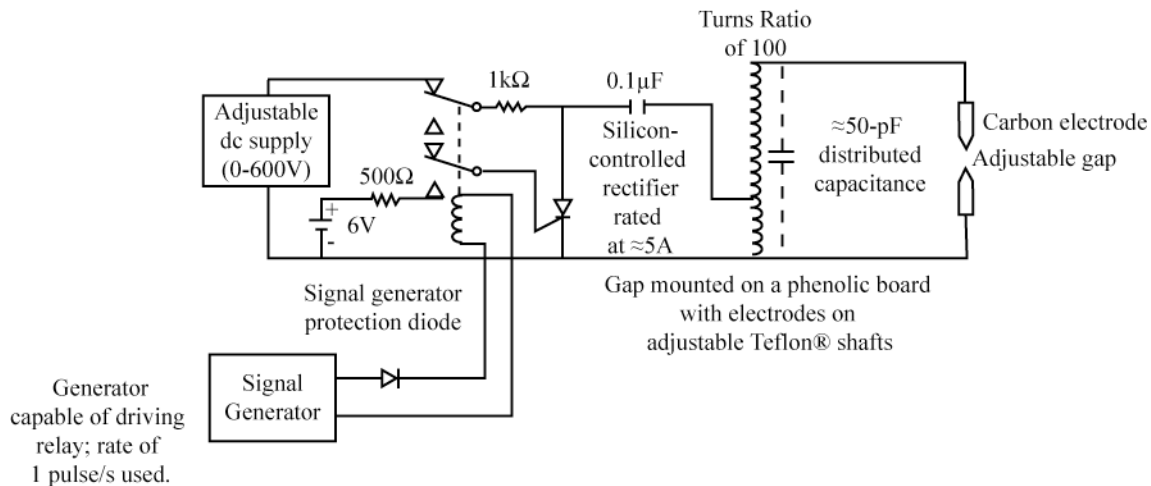 Turns Ratio
of 100
1kΩ
0.1μF
Adjustable
dc supply
(0-600V)
Silicon-
controlled
rectifier
rated
at ≈5A
≈50-pF
distributed
capacitance
Carbon electrode
Adjustable gap
500Ω
+
6V
-
Signal generator
protection diode
Gap mounted on a phenolic board
with electrodes on
adjustable Teflon® shafts
Signal
Generator
Generator
capable of driving
relay; rate of
1 pulse/s used.